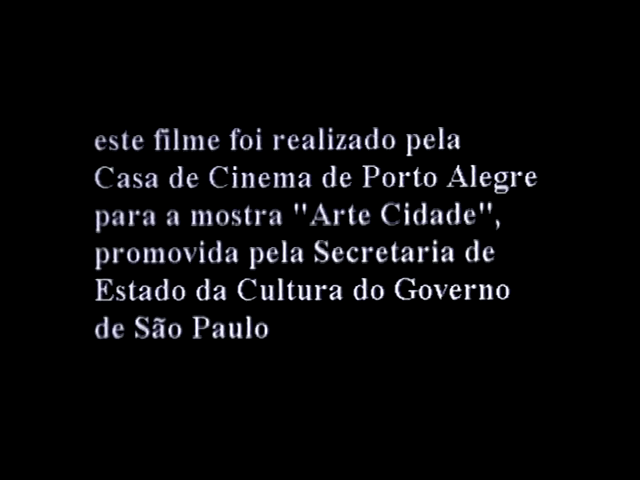 este filme foi realizado pela
Casa de Cinema de Porto Alegre
para a mostra "Arte Cidade",
promovida pela Secretaria de
Estado da Cultura do Governo
de São Paulo